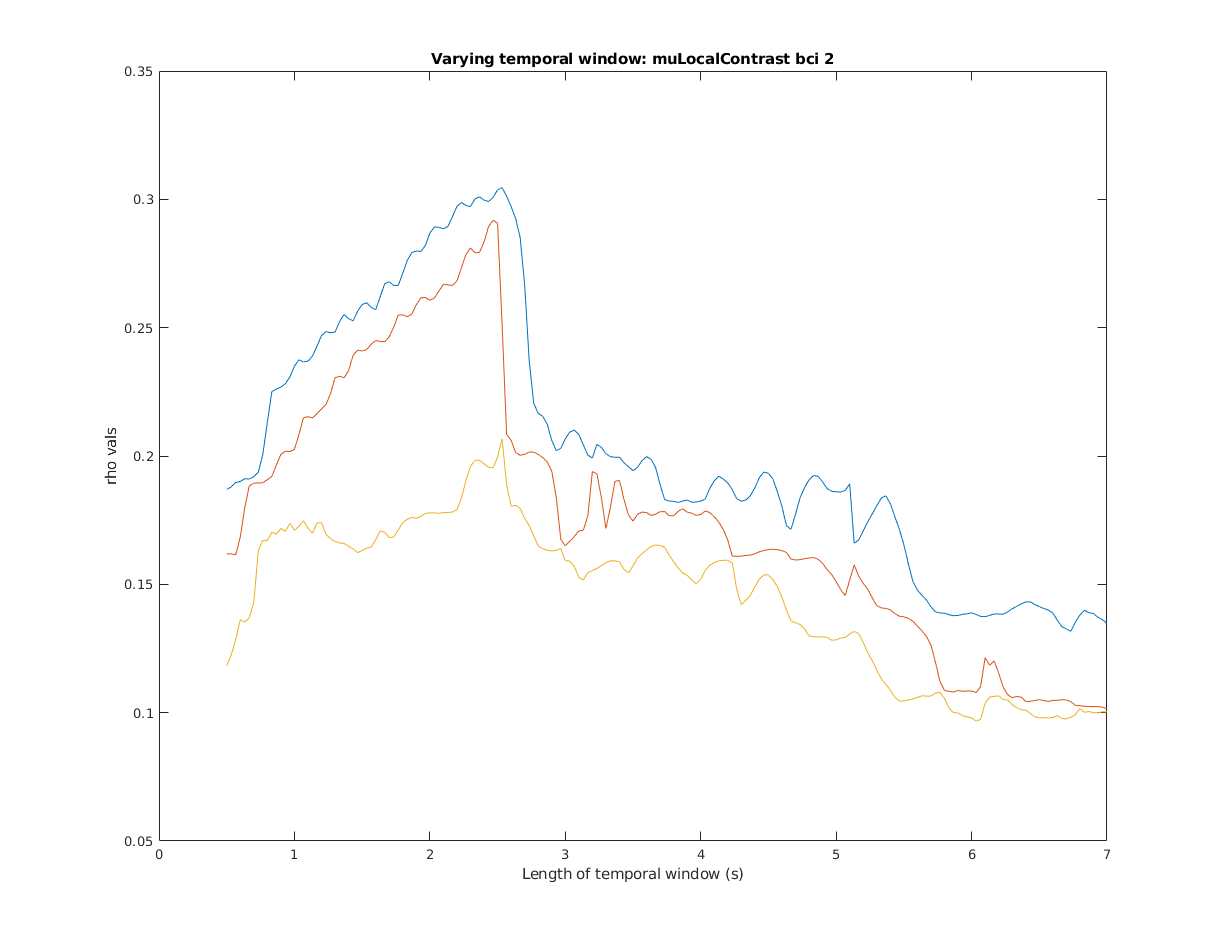 Varying temporal window: muLocalContrast bci 2
0.35
0.3
0.25
0.2
0.15
0.1
0.05
rho vals
0 1 2 3 4 5 6 7
Length of temporal window (s)